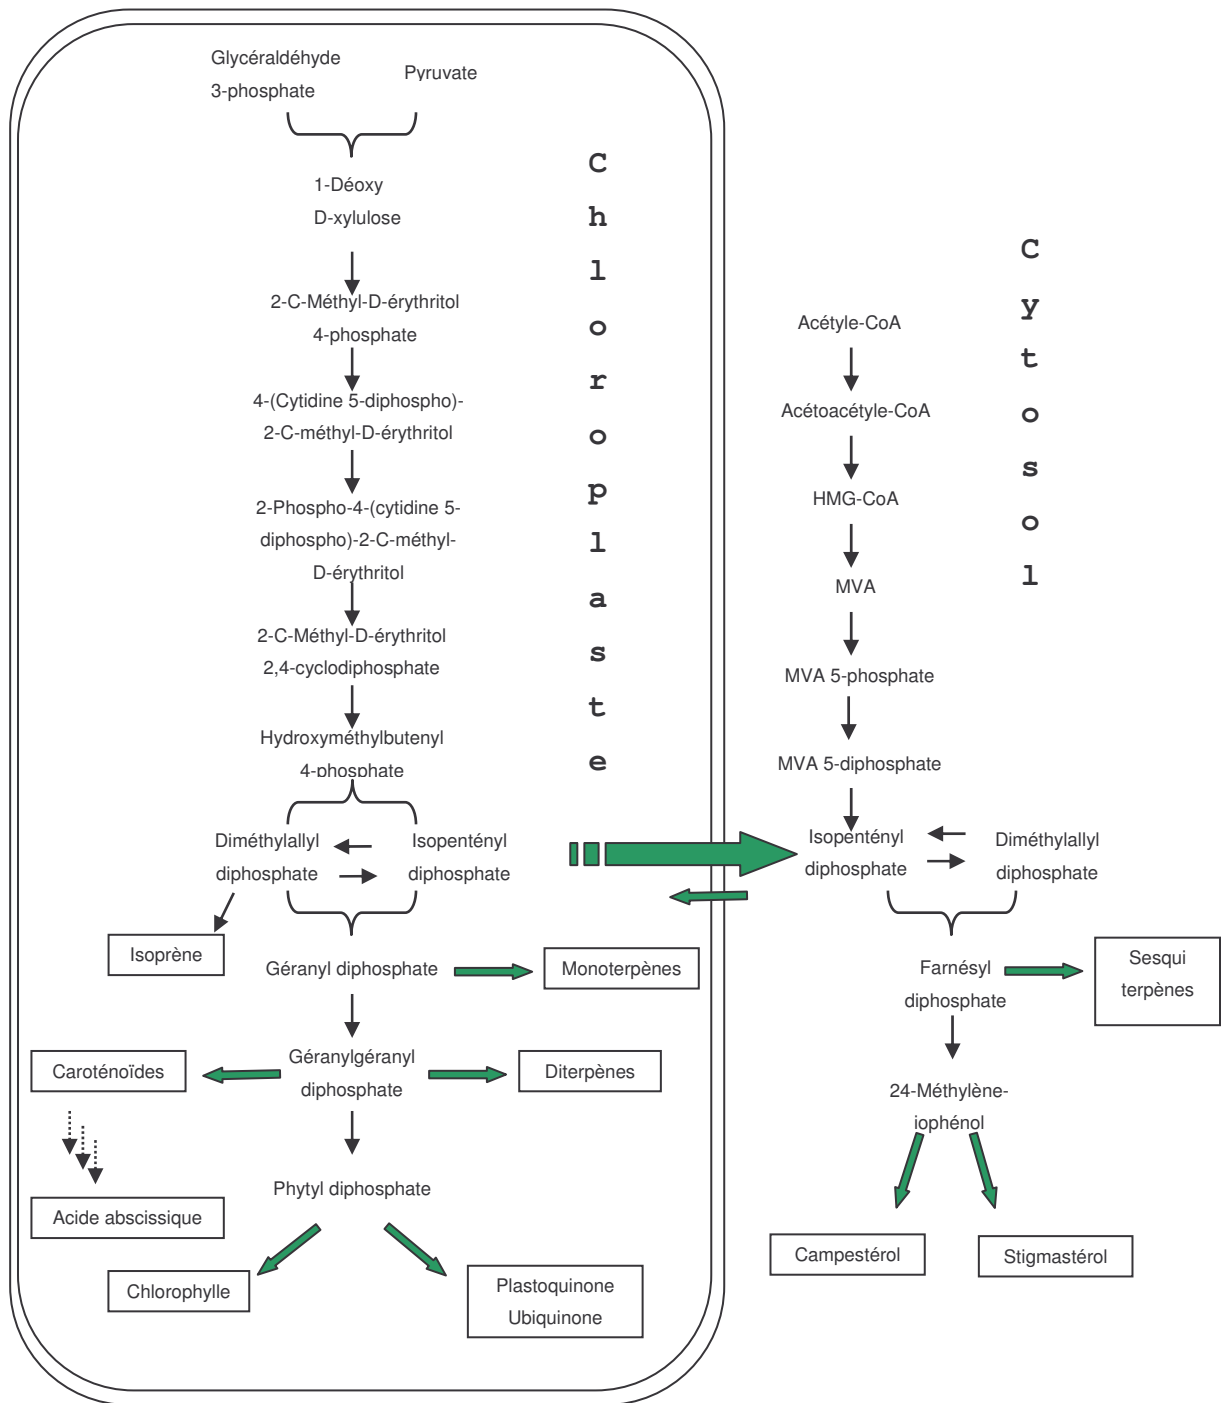 Glycéraldéhyde
3-phosphate
Pyruvate
1-Déoxy
D-xylulose
2-C-Méthyl-D-érythritol
4-phosphate
4-(Cytidine 5-diphospho)-
2-C-méthyl-D-érythritol
2-Phospho-4-(cytidine 5-
diphospho)-2-C-méthyl-
D-érythritol
2-C-Méthyl-D-érythritol
2,4-cyclodiphosphate
Hydroxyméthylbutenyl
4-phosphate
Diméthylallyl
diphosphate
Isopentényl
diphosphate
Isoprène
Géranyl diphosphate
Monoterpènes
Caroténoïdes
Géranylgéranyl
diphosphate
Diterpènes
Acide abscissique
Phytyl diphosphate
Chlorophylle
Plastoquinone
Ubiquinone
C
h
l
o
r
o
p
l
a
s
t
e
Acétyle-CoA
Acétoacétyle-CoA
HMG-CoA
MVA
MVA 5-phosphate
MVA 5-diphosphate
Isopentényl
diphosphate
Diméthylallyl
diphosphate
Farnésyl
diphosphate
Sesqui
terpènes
24-Méthylène-
iophénol
Campestérol
Stigmastérol
C
y
t
o
s
o
l